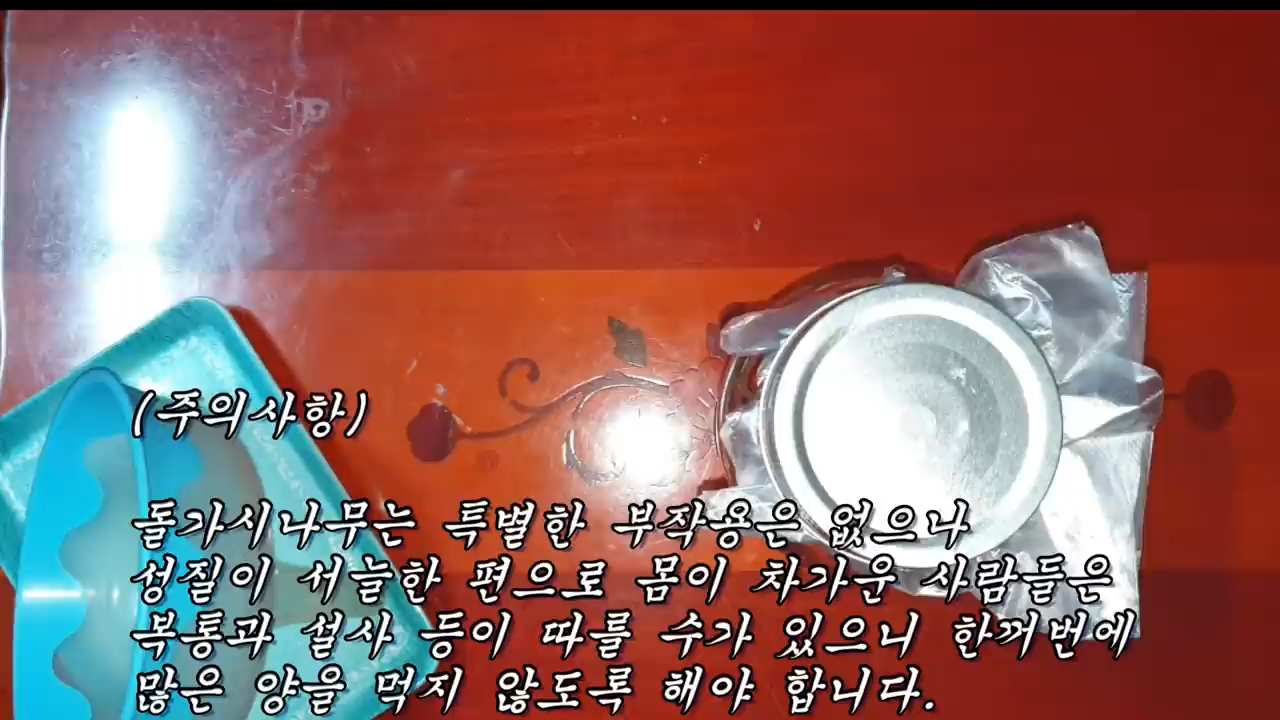 (주의사항)
돌가시나무는 특별한 부작용은 없으나
성질이 서늘한 편으로 몸이 차가운 사람들은
복통과 설사 등이 따를 수가 있으니 한꺼번에
많은 양을 먹지 않도록 해야 합니다.